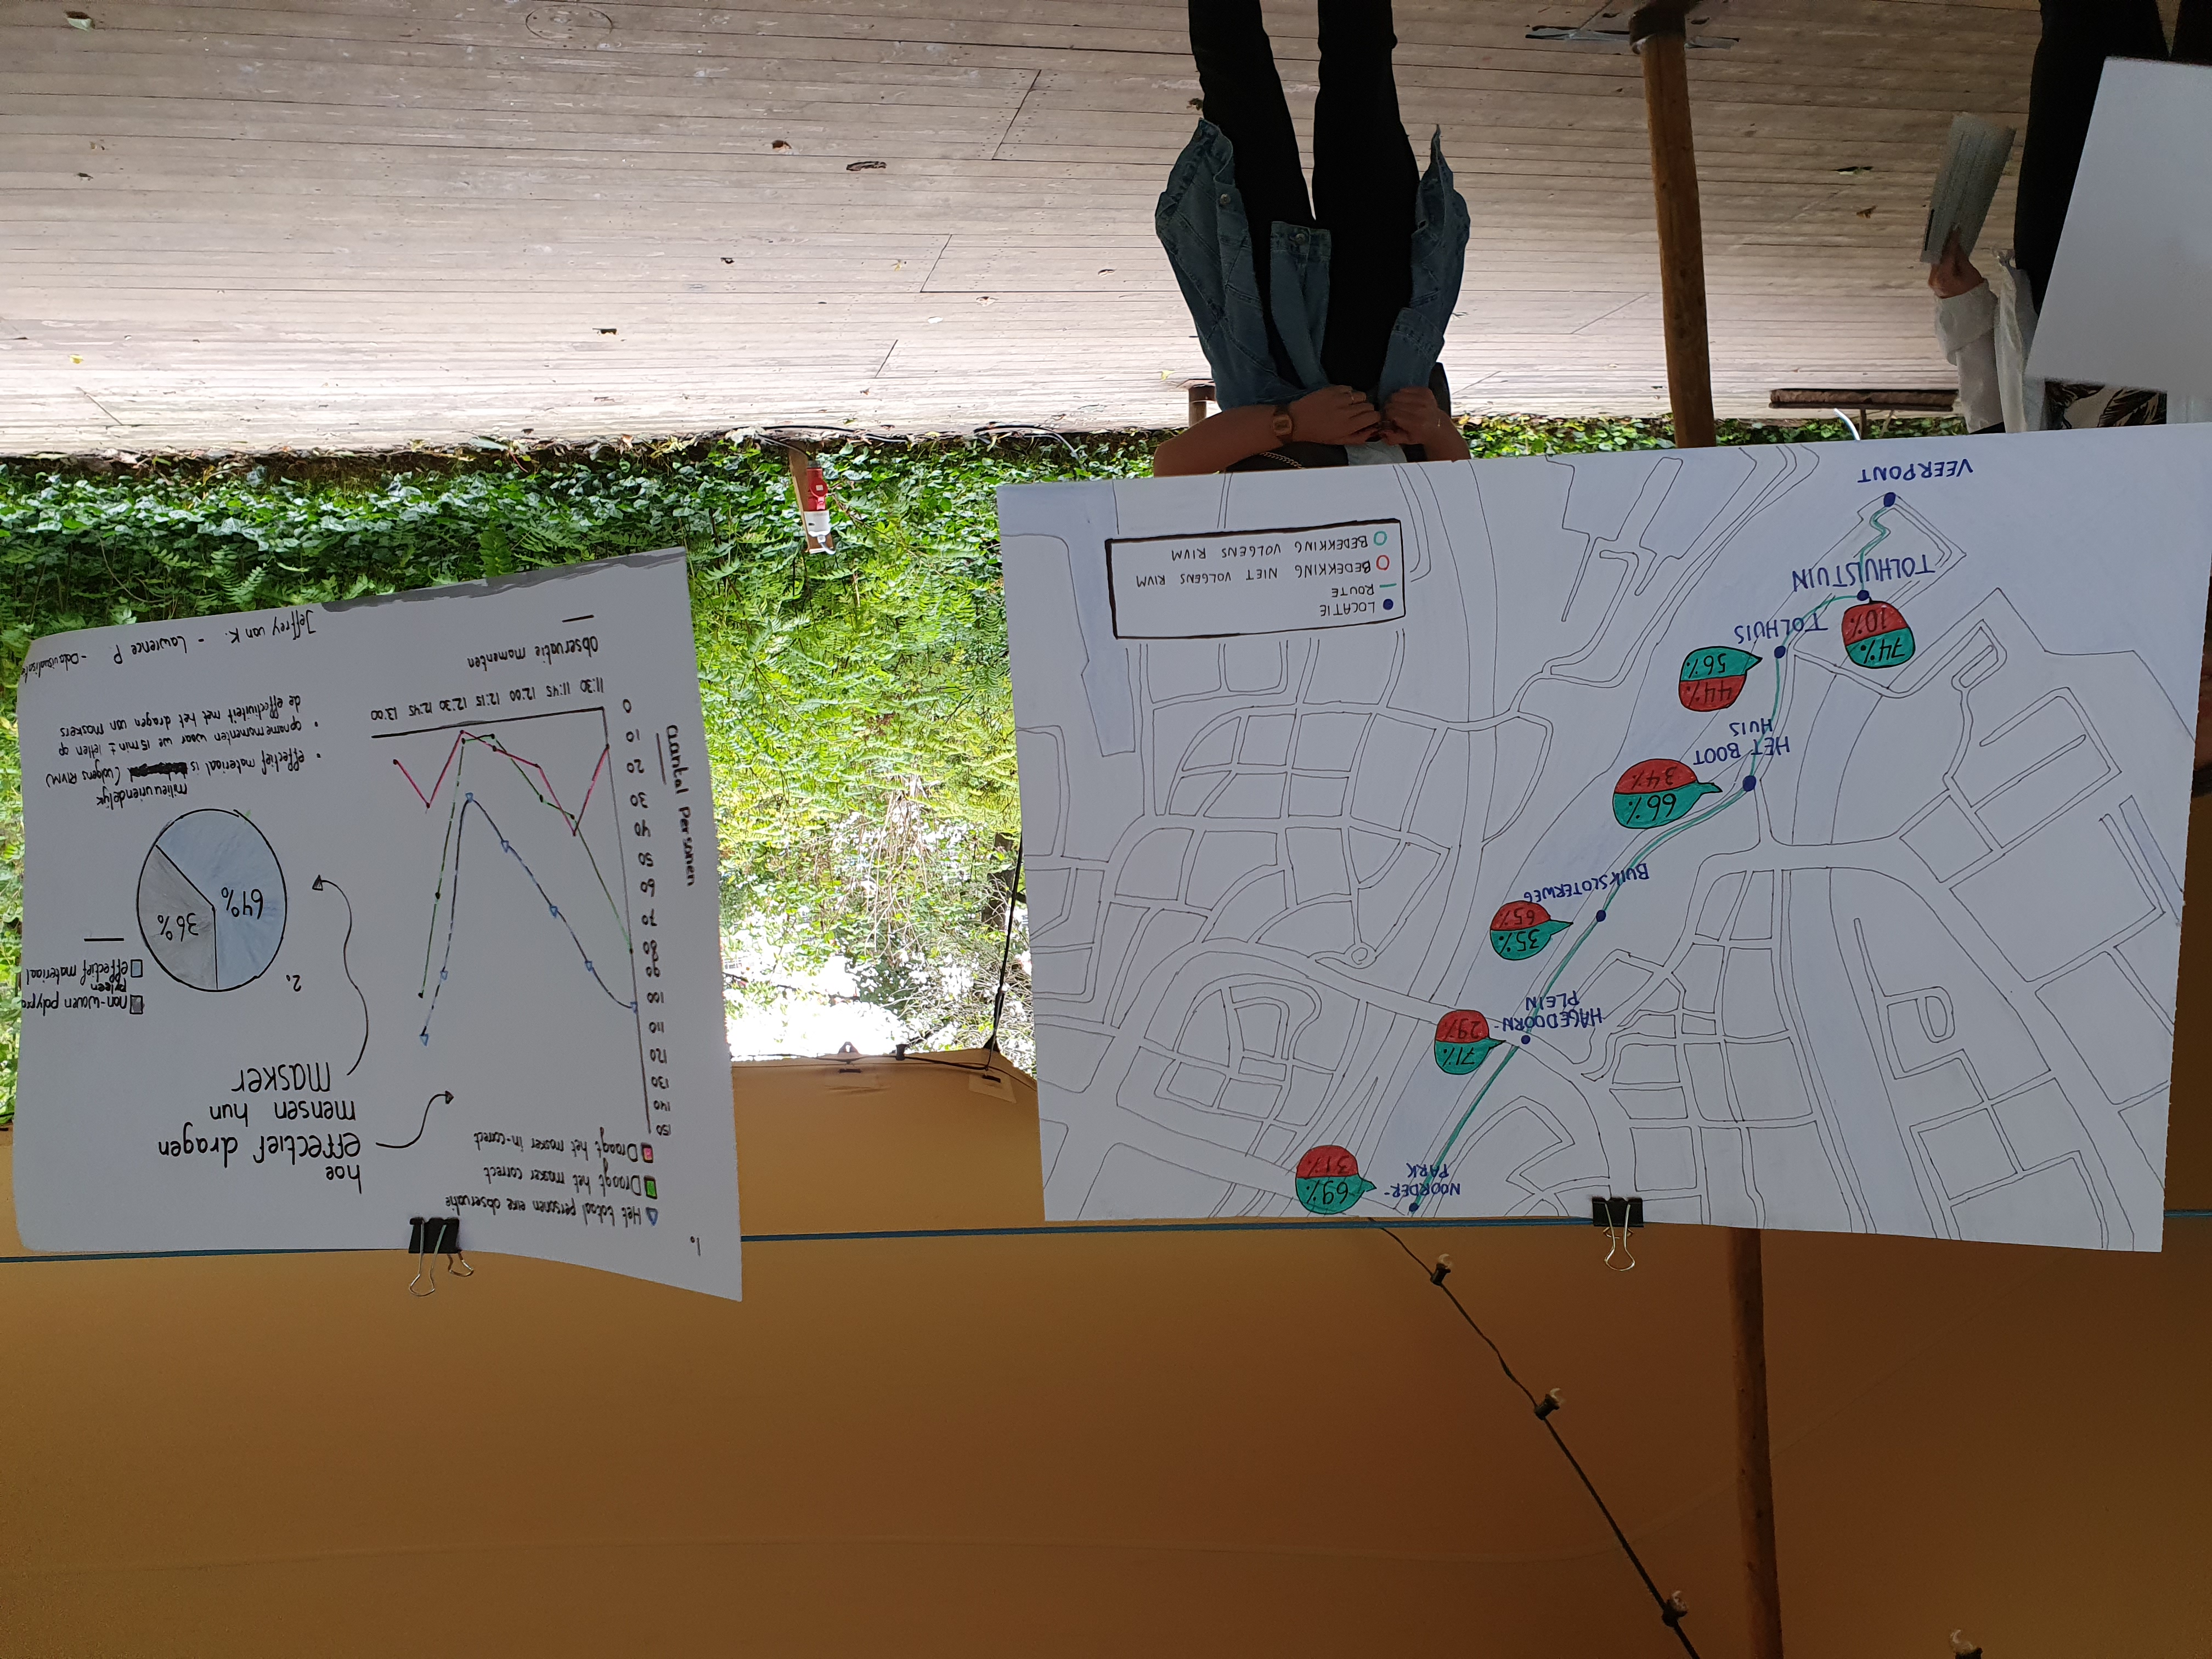 NOORDER-
PARK
69%
31%
71%
29%
HAGEDOORN-
PLEIN
35%
65%
BUIKSLOTERWEG
66%
34%
HET BOOT
HUIS
44%
56%
74%
10%
TOLHUIS
TOLHUISTUIN
VEERPONT
LOCATIE
ROUTE
BEDEKKING NIET VOLGENS RIVM
BEDEKKING VOLGENS RIVM
1.
Het totaal personen elke observatie
Draagt het masker correct
Draagt het masker in-correct
hoe
effectief dragen
mensen hun
masker
150
140
130
120
110
100
90
80
70
60
50
40
30
20
10
0
aantal Personen
11:30 11:45 12:00 12:15 12:30 12:45 13:00
Observatie momenten
2.
non-woven polypro
pyleen
effectief materiaal
64%
36%
milieuvriendelijk
• effectief materiaal is (volgens RIVM)
• opname momenten waar we 15 min ± letten op
de effectiviteit met het dragen van maskers
Jeffrey van K. - Lawrence P. - Datavisualisatie